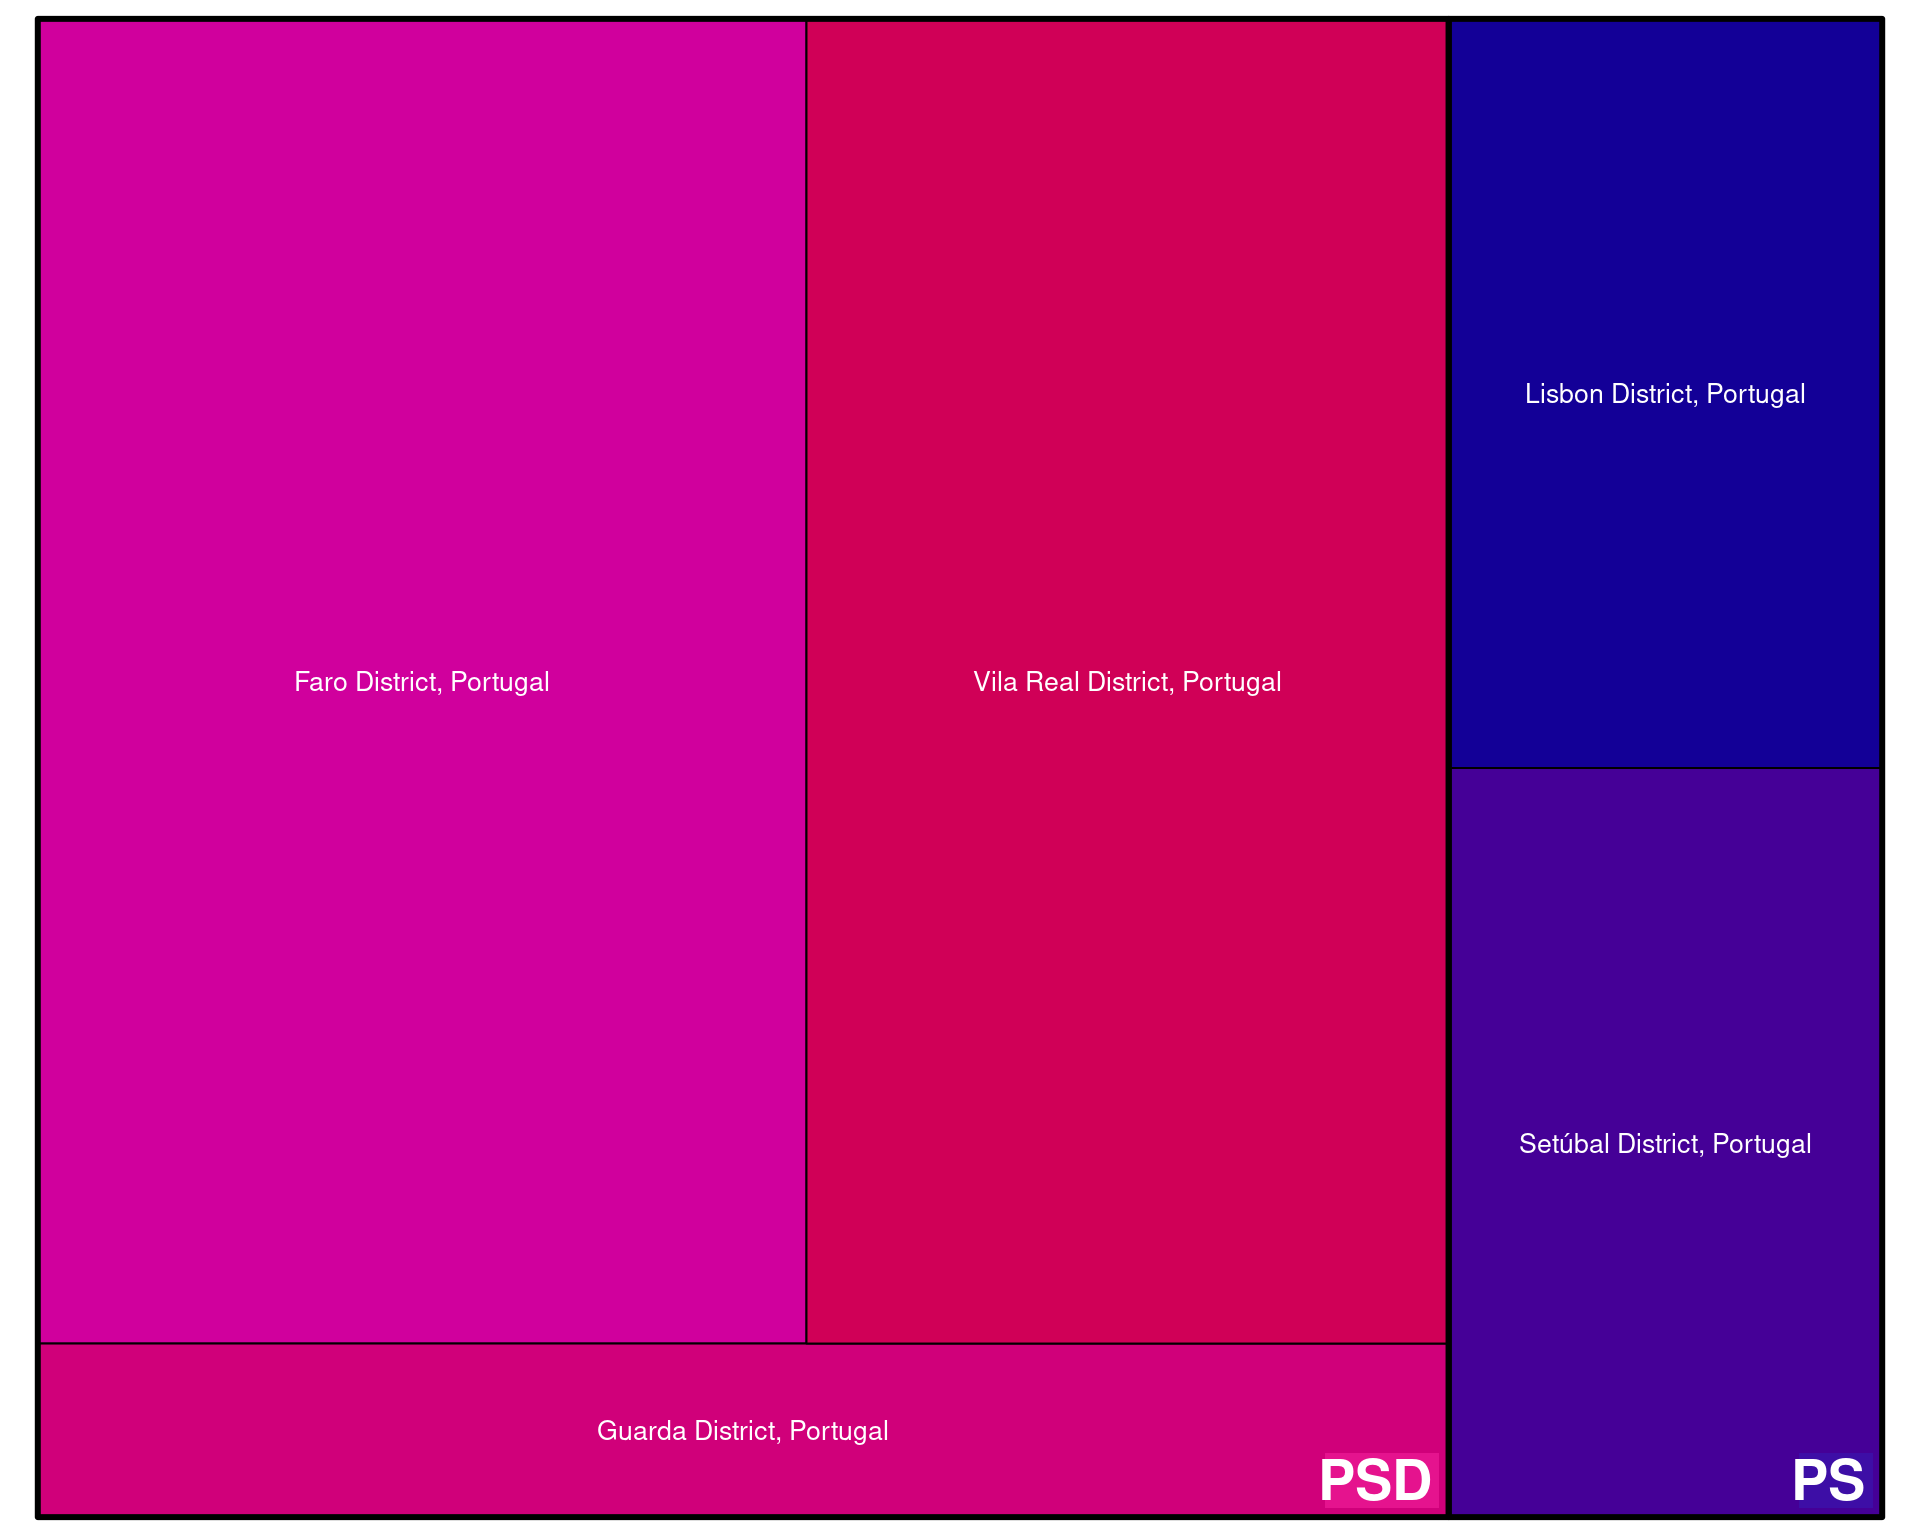 Faro District, Portugal
Vila Real District, Portugal
Guarda District, Portugal
PSD
Lisbon District, Portugal
Setúbal District, Portugal
PS